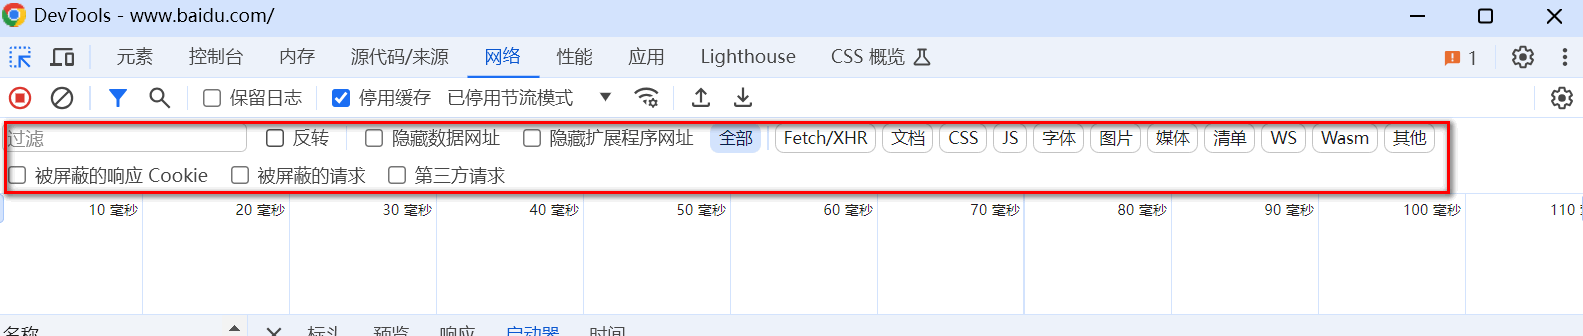 DevTools - www.baidu.com/
元素 控制台 内存 源代码/来源 网络 性能 应用 Lighthouse CSS 概览 1
保留日志 停用缓存 已停用节流模式
过滤 反转 隐藏数据网址 隐藏扩展程序网址 全部 Fetch/XHR 文档 CSS JS 字体 图片 媒体 清单 WS Wasm 其他
被屏蔽的响应 Cookie 被屏蔽的请求 第三方请求
10 毫秒 20 毫秒 30 毫秒 40 毫秒 50 毫秒 60 毫秒 70 毫秒 80 毫秒 90 毫秒 100 毫秒 110
名称 标头 预览 响应 启动器 时间